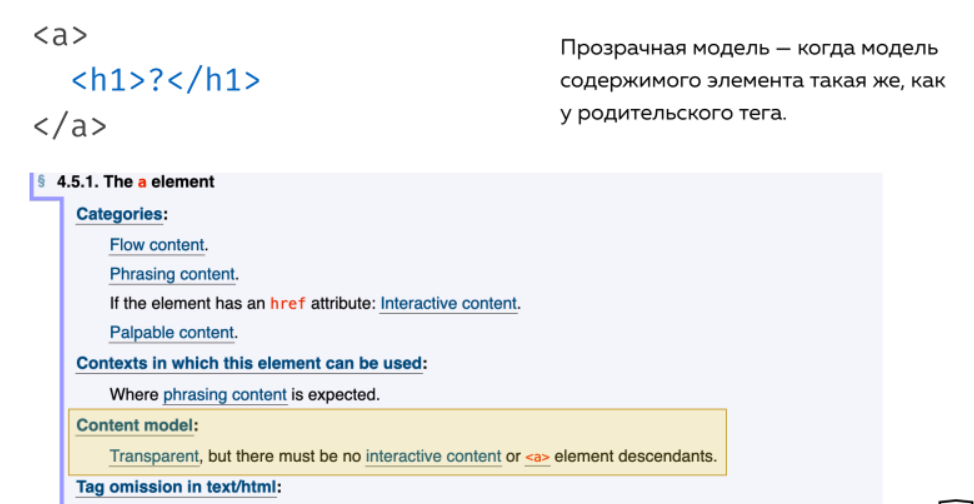 <a>
<h1>?</h1>
</a>
Прозрачная модель — когда модель
содержимого элемента такая же, как
у родительского тега.
§ 4.5.1. The a element
Categories:
Flow content.
Phrasing content.
If the element has an href attribute: Interactive content.
Palpable content.
Contexts in which this element can be used:
Where phrasing content is expected.
Content model:
Transparent, but there must be no interactive content or <a> element descendants.
Tag omission in text/html: